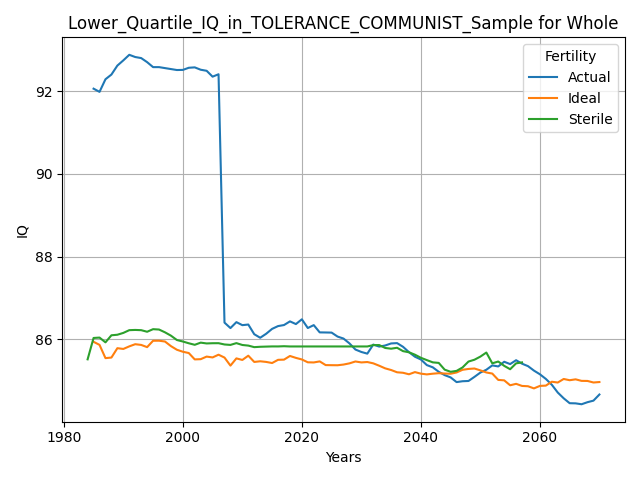 Lower_Quartile_IQ_in_TOLERANCE_COMMUNIST_Sample for Whole
Fertility
Actual
Ideal
Sterile
IQ
92
90
88
86
1980
2000
2020
2040
2060
Years